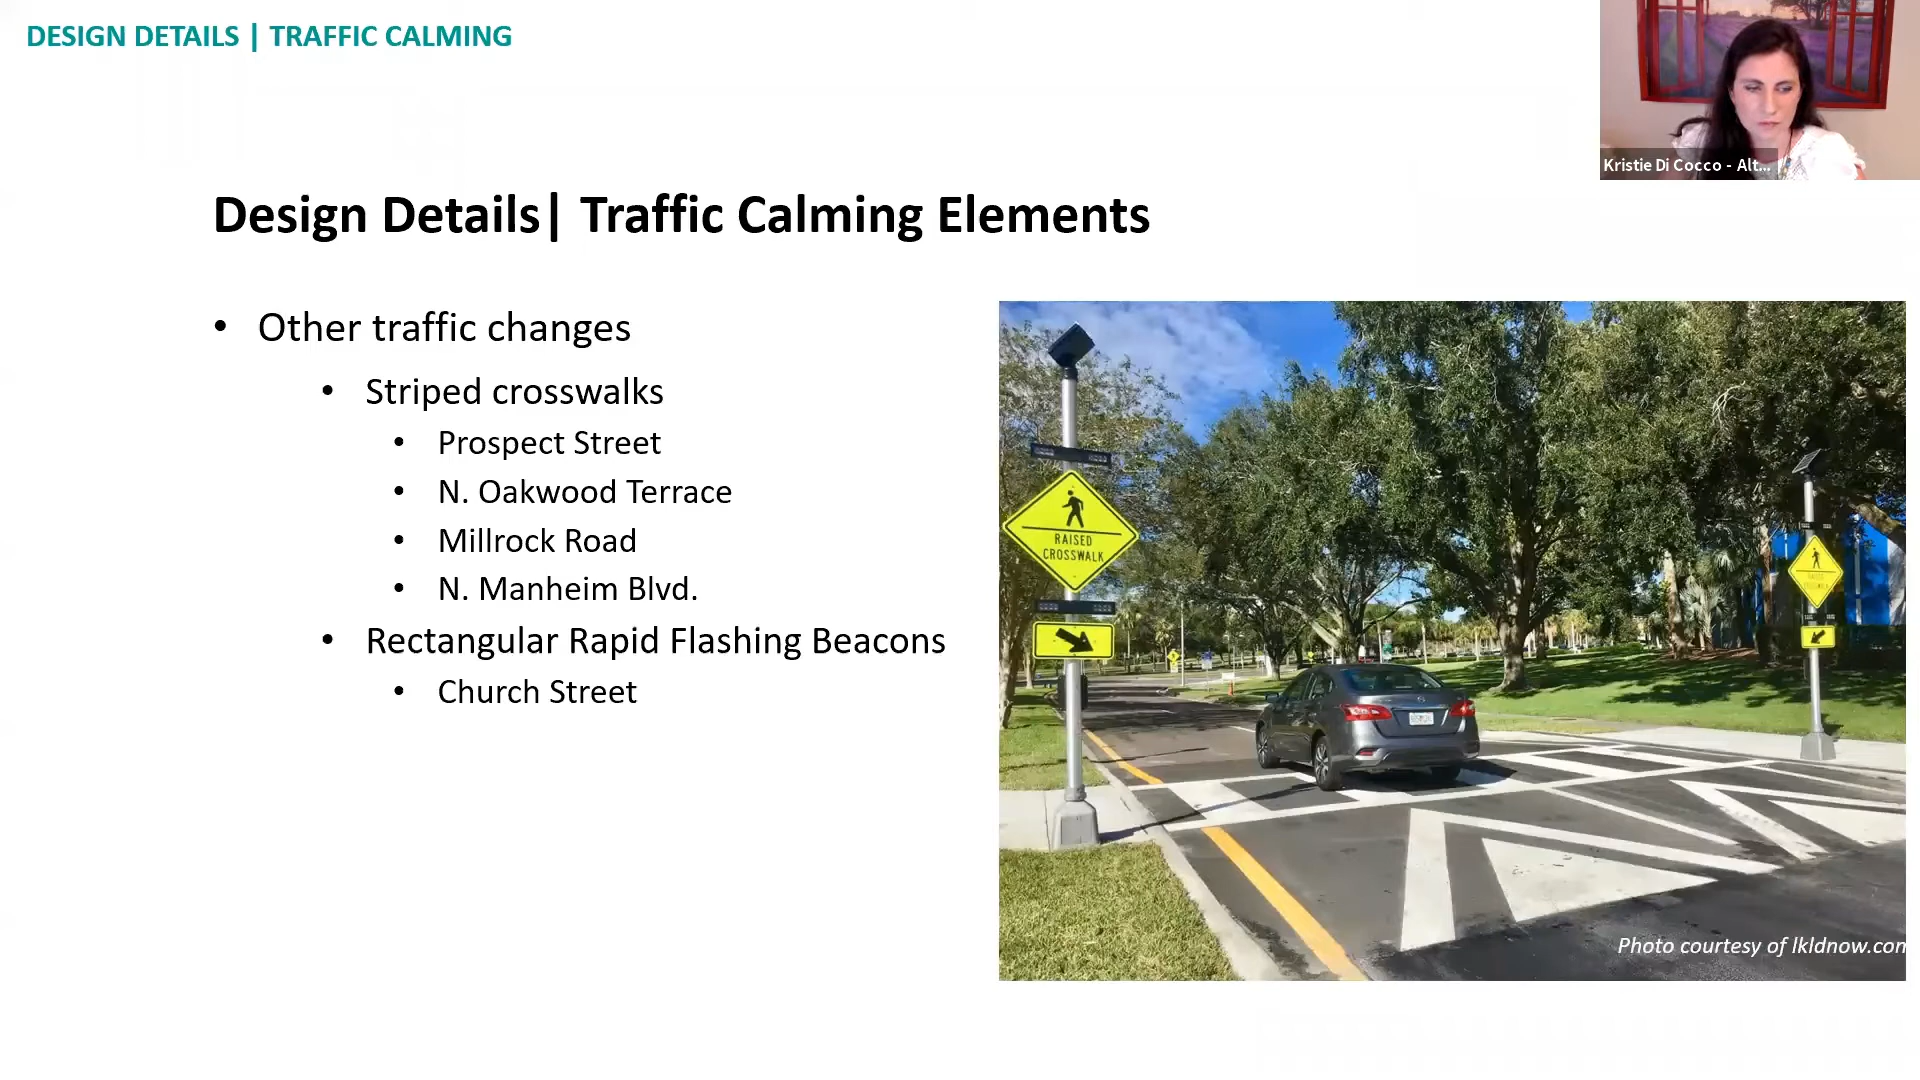 DESIGN DETAILS | TRAFFIC CALMING
Kristie Di Cocco - Alt...
Design Details| Traffic Calming Elements
• Other traffic changes
• Striped crosswalks
• Prospect Street
• N. Oakwood Terrace
• Millrock Road
• N. Manheim Blvd.
• Rectangular Rapid Flashing Beacons
• Church Street
RAISED
CROSSWALK
Photo courtesy of lkldnow.com